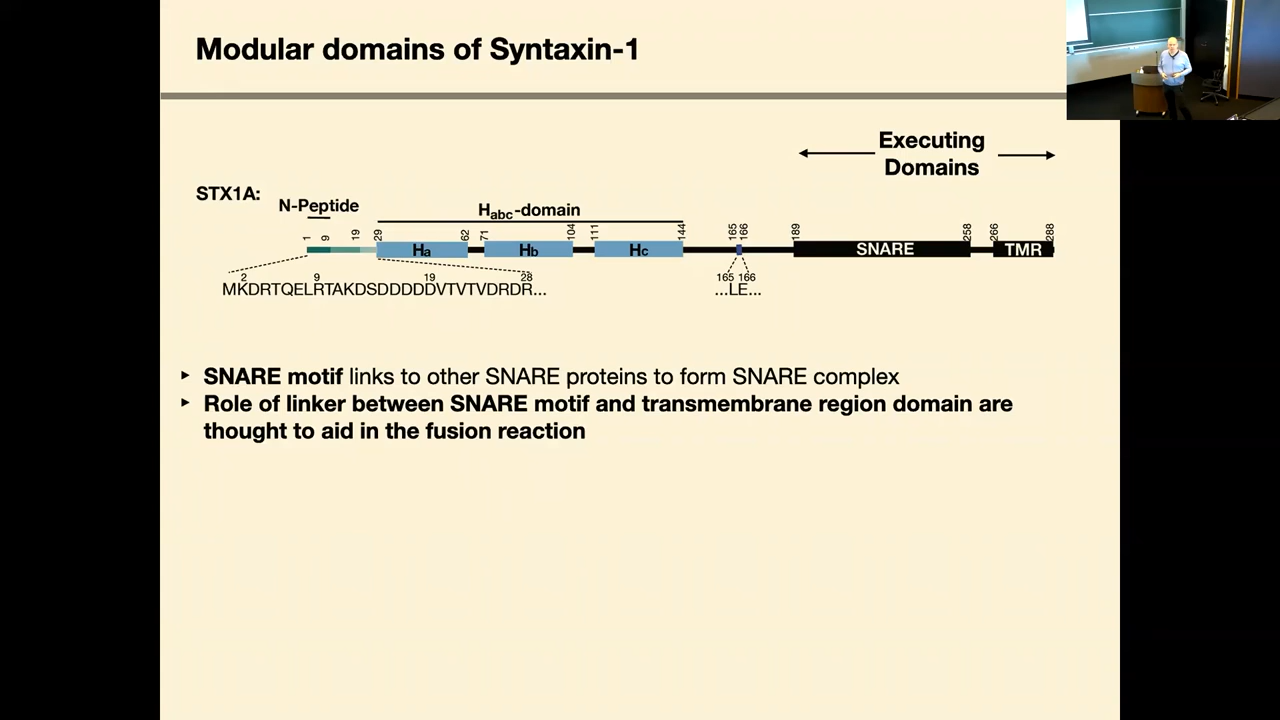 Modular domains of Syntaxin-1
Executing
Domains
STX1A:
N-Peptide
Habc-domain
1 9 19 29 62 71 104 111 144 165 166 189 258 266 288
Ha Hb Hc SNARE TMR
2 9 19 28 165 166
MKDRTQELRTAKDSDDDDDVTVTVDRDR... ...LE...
‣ SNARE motif links to other SNARE proteins to form SNARE complex
‣ Role of linker between SNARE motif and transmembrane region domain are
thought to aid in the fusion reaction